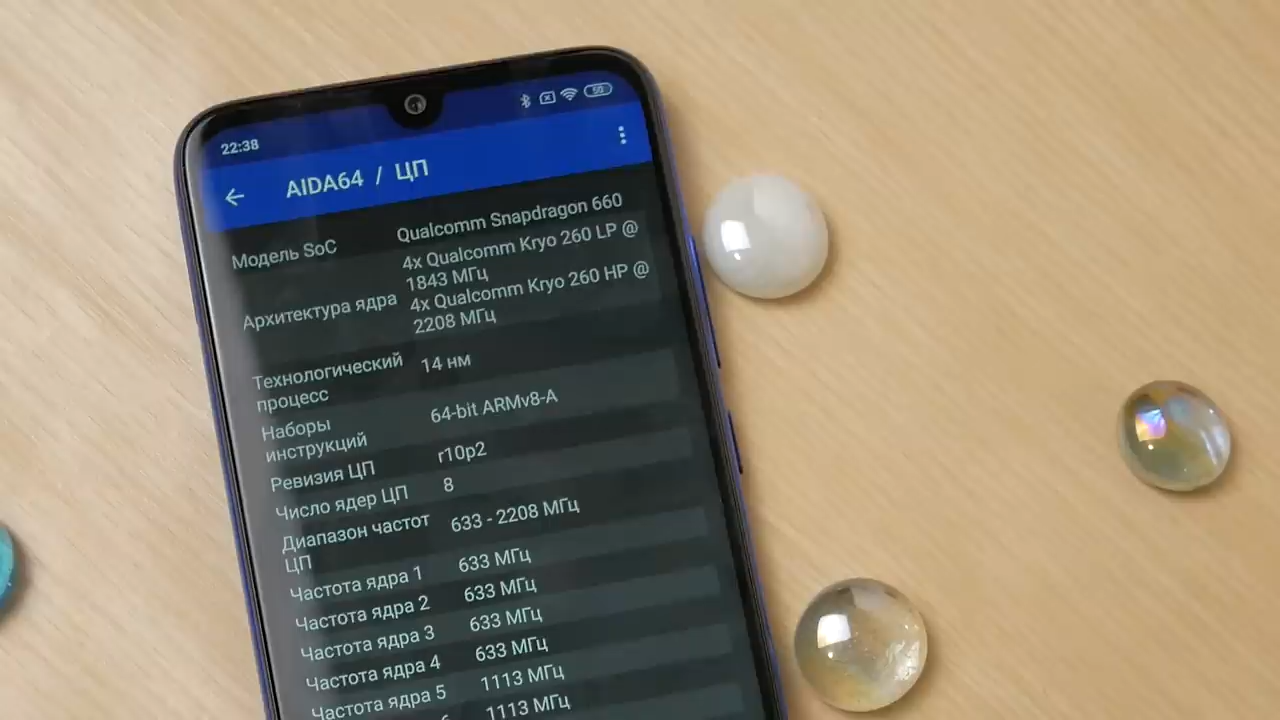 22:38
50
AIDA64 / ЦП
Модель SoC
Qualcomm Snapdragon 660
Архитектура ядра
4x Qualcomm Kryo 260 LP @
1843 МГц
4x Qualcomm Kryo 260 HP @
2208 МГц
Технологический
процесс
14 нм
Наборы
инструкций
64-bit ARMv8-A
Ревизия ЦП
r10p2
Число ядер ЦП
8
Диапазон частот
ЦП
633 - 2208 МГц
Частота ядра 1
633 МГц
Частота ядра 2
633 МГц
Частота ядра 3
633 МГц
Частота ядра 4
633 МГц
Частота ядра 5
1113 МГц
1113 МГц